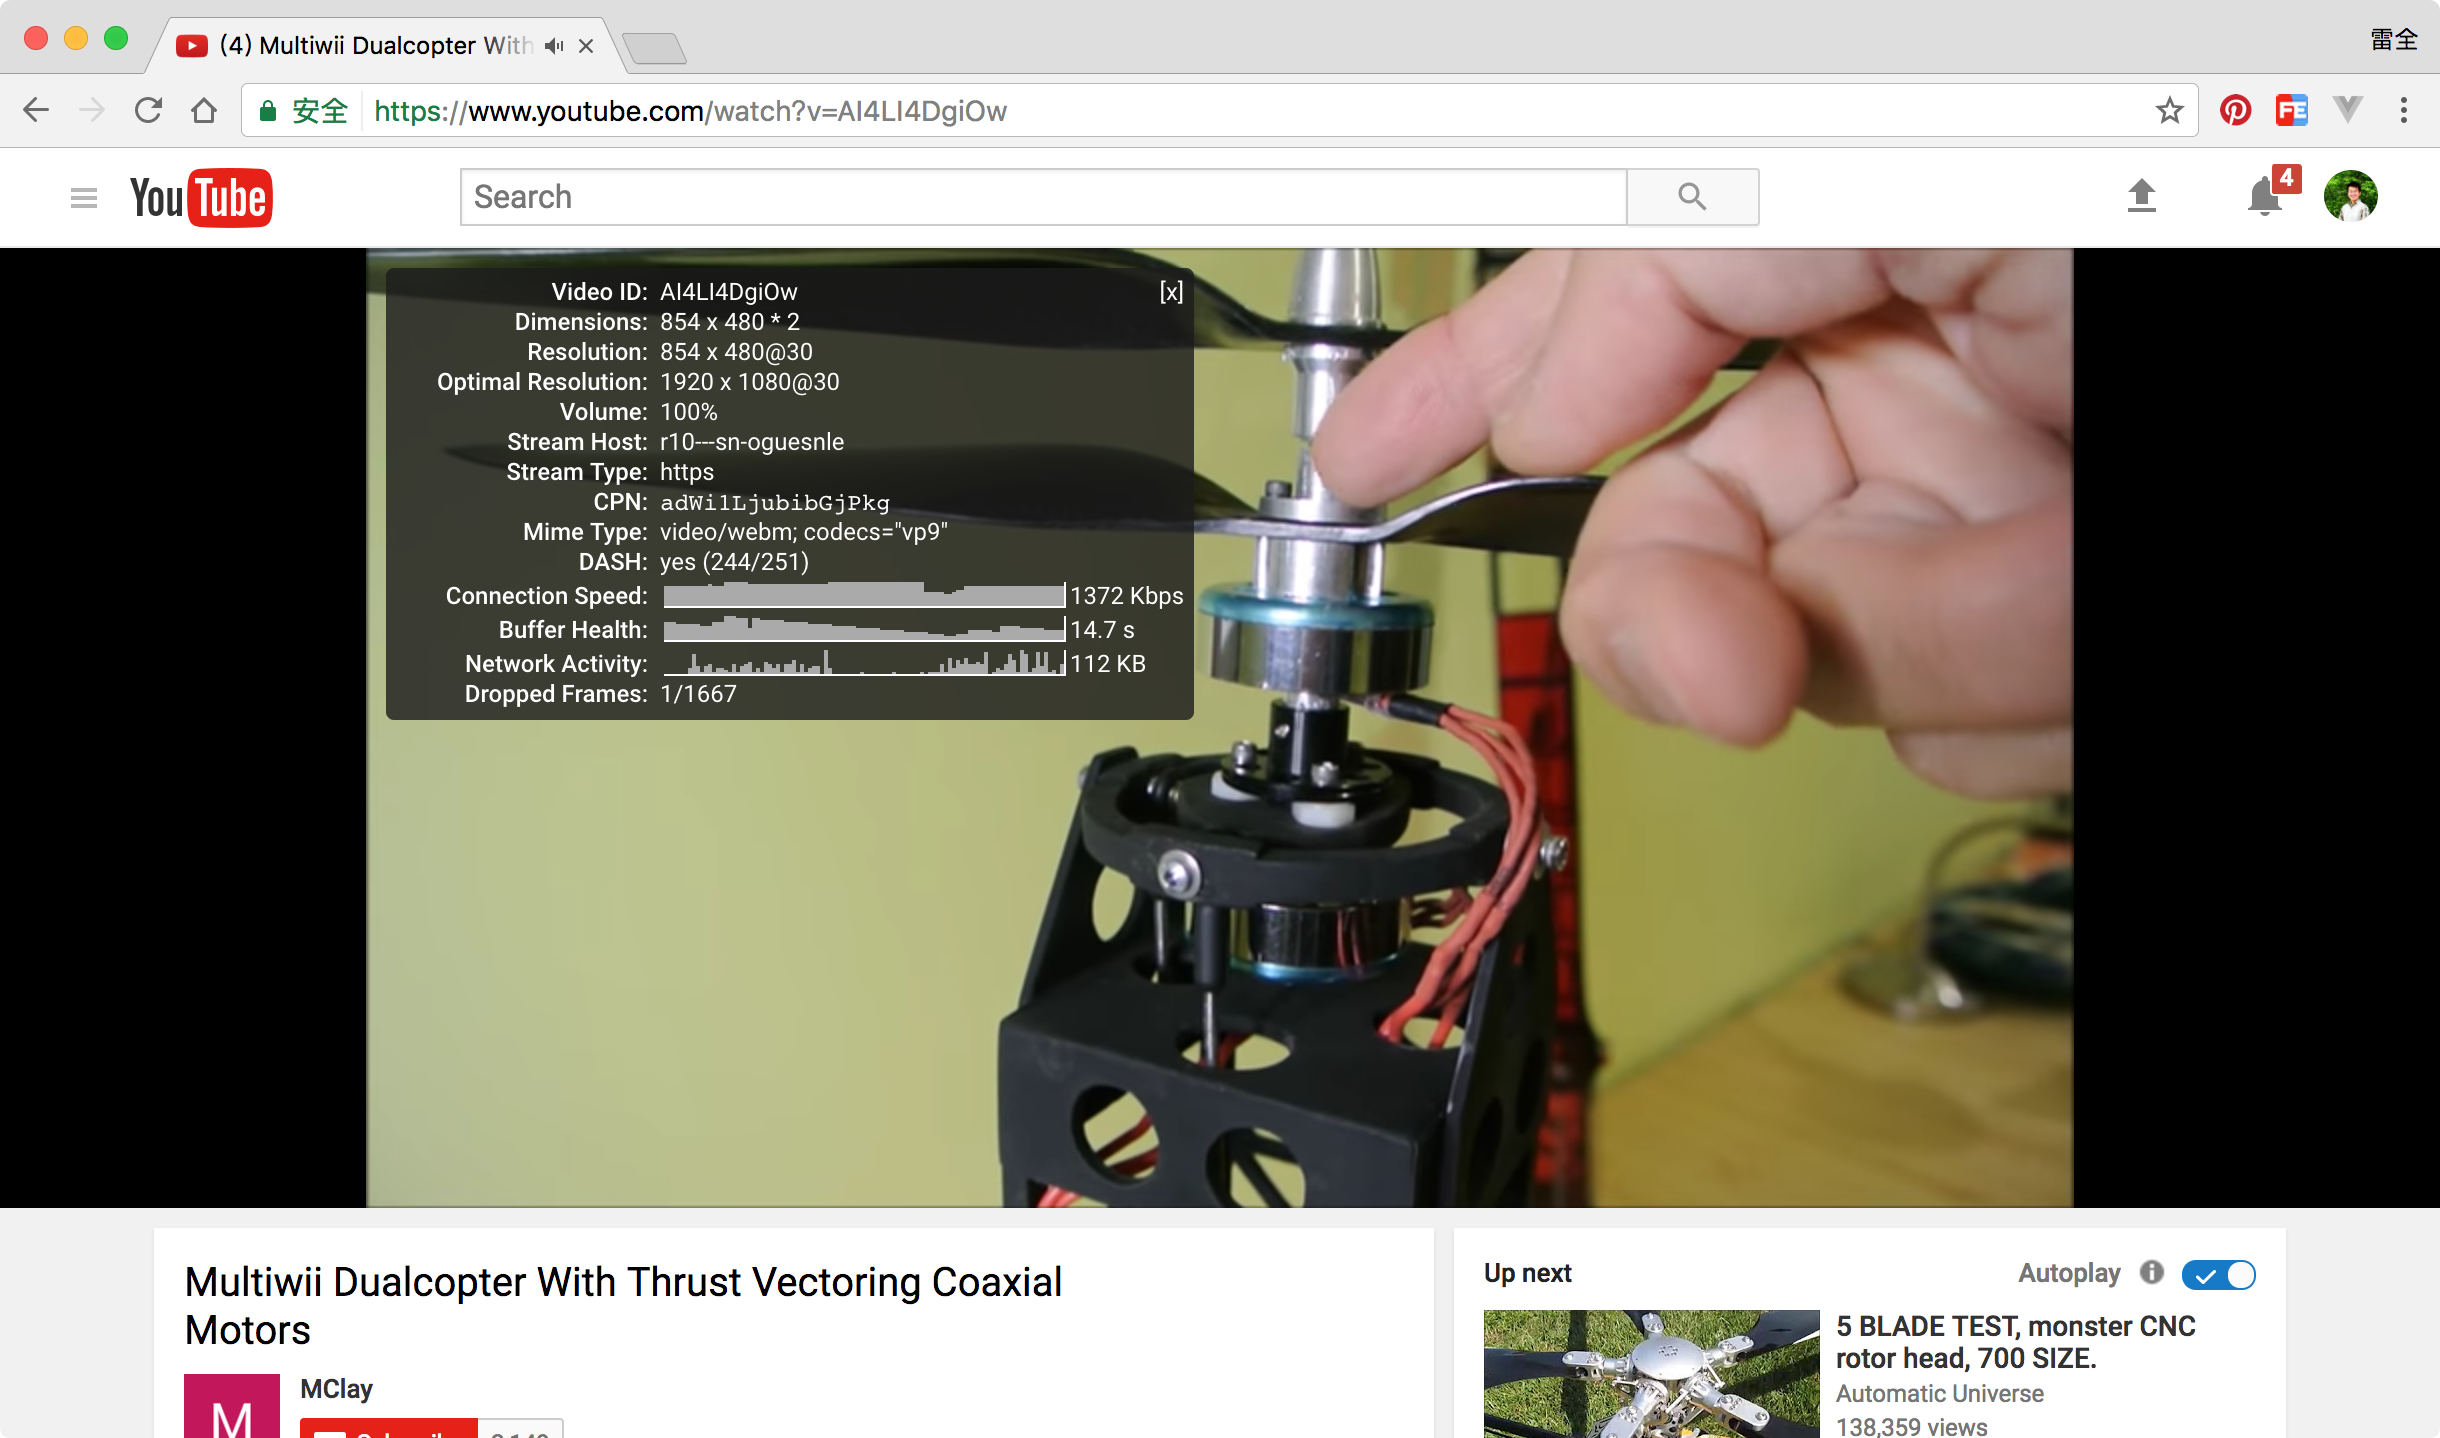 (4) Multiwii Dualcopter With
雷全
安全
https://www.youtube.com/watch?v=AI4LI4DgiOw
FE
YouTube
Search
4
Video ID: AI4LI4DgiOw
[x]
Dimensions: 854 x 480 * 2
Resolution: 854 x 480@30
Optimal Resolution: 1920 x 1080@30
Volume: 100%
Stream Host: r10---sn-oguesnle
Stream Type: https
CPN: adWi1LjubibGjPkg
Mime Type: video/webm; codecs="vp9"
DASH: yes (244/251)
Connection Speed: 1372 Kbps
Buffer Health: 14.7 s
Network Activity: 112 KB
Dropped Frames: 1/1667
Multiwii Dualcopter With Thrust Vectoring Coaxial
Motors
M
MClay
Up next
Autoplay
5 BLADE TEST, monster CNC
rotor head, 700 SIZE.
Automatic Universe
138,359 views